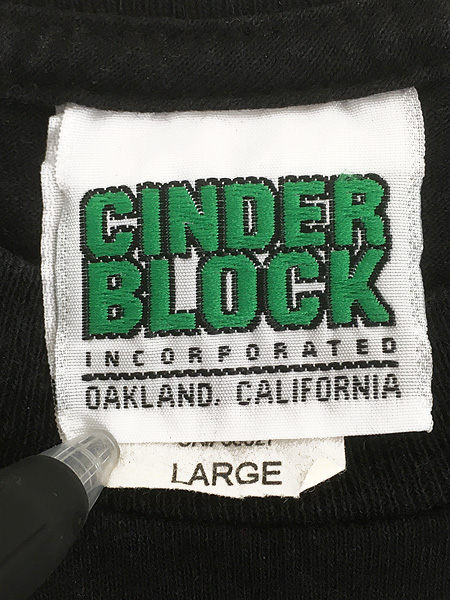 CINDER
BLOCK
INCORPORATED
OAKLAND, CALIFORNIA
LARGE